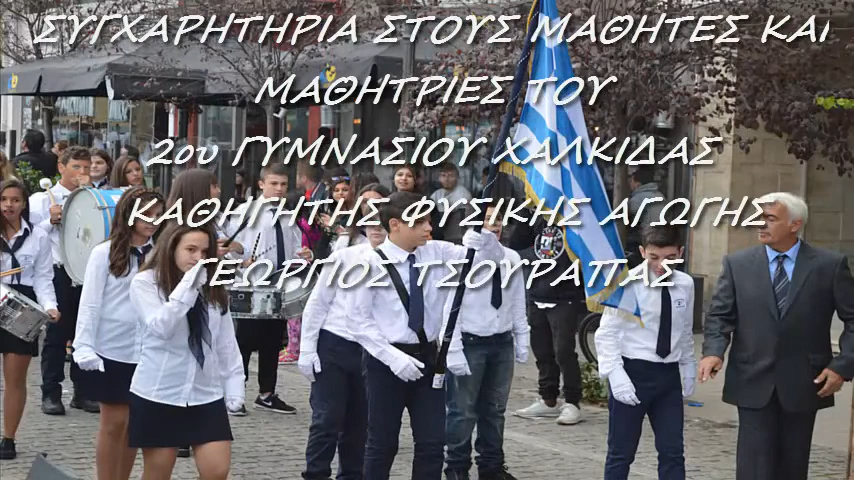 ΣΥΓΧΑΡΗΤΗΡΙΑ ΣΤΟΥΣ ΜΑΘΗΤΕΣ ΚΑΙ
ΜΑΘΗΤΡΙΕΣ ΤΟΥ
2ου ΓΥΜΝΑΣΙΟΥ ΧΑΛΚΙΔΑΣ
ΚΑΘΗΓΗΤΗΣ ΦΥΣΙΚΗΣ ΑΓΩΓΗΣ
ΓΕΩΡΓΙΟΣ ΤΣΟΥΡΑΠΑΣ